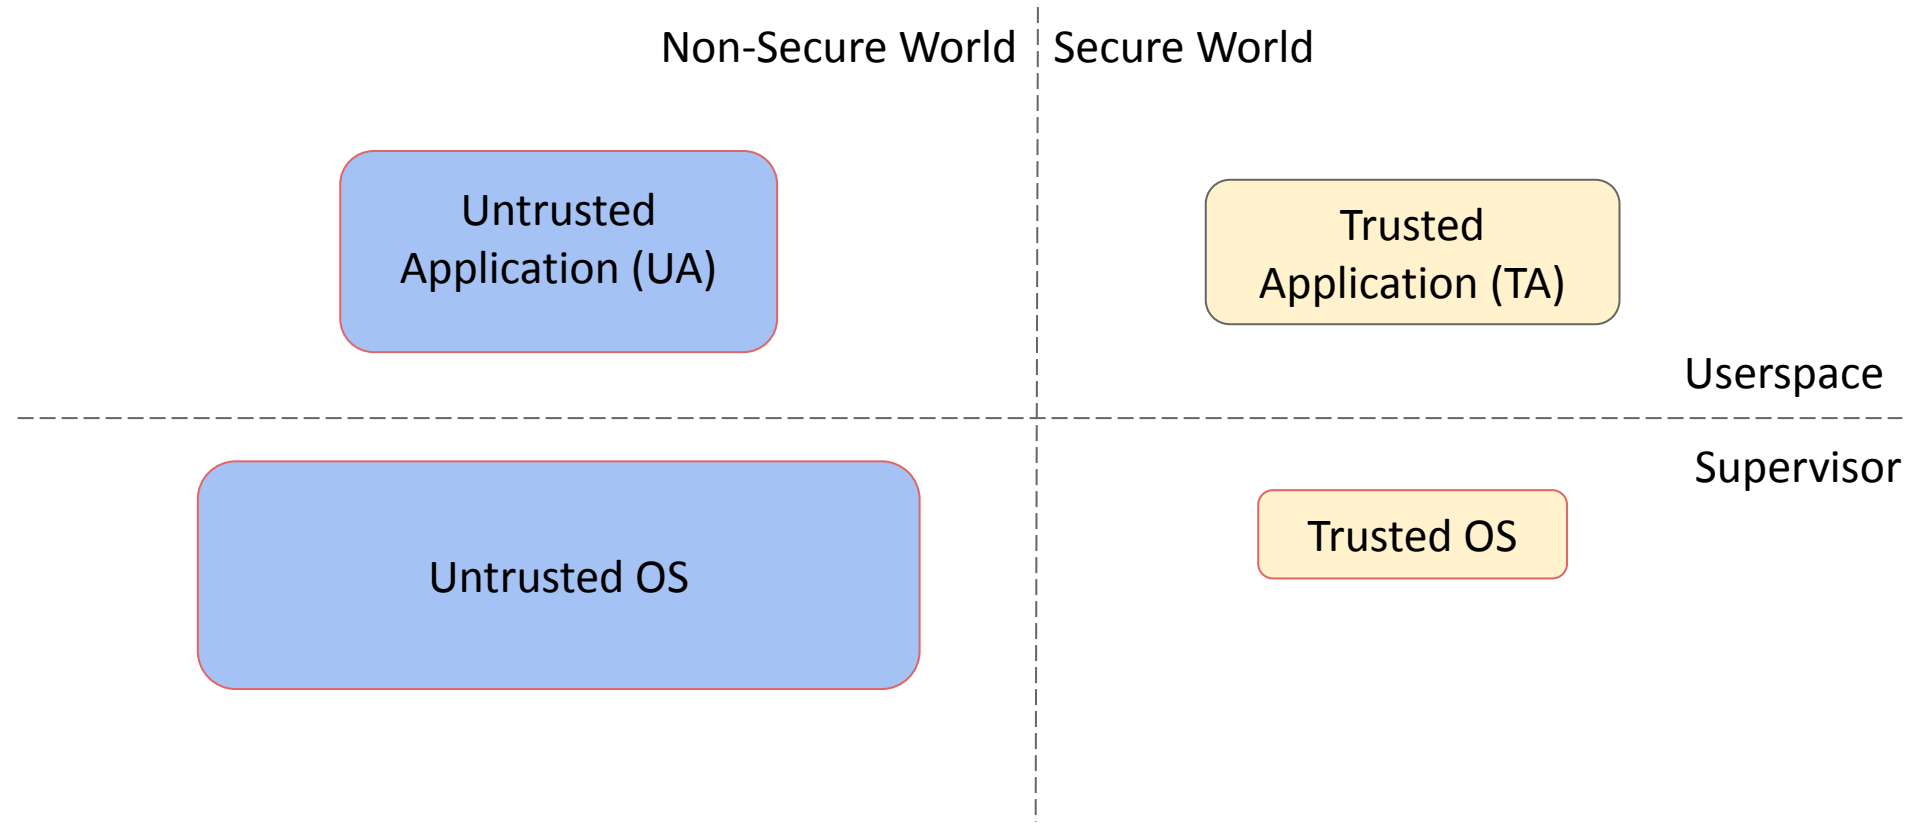 Non-Secure World
Secure World
Untrusted
Application (UA)
Trusted
Application (TA)
Userspace
Supervisor
Untrusted OS
Trusted OS